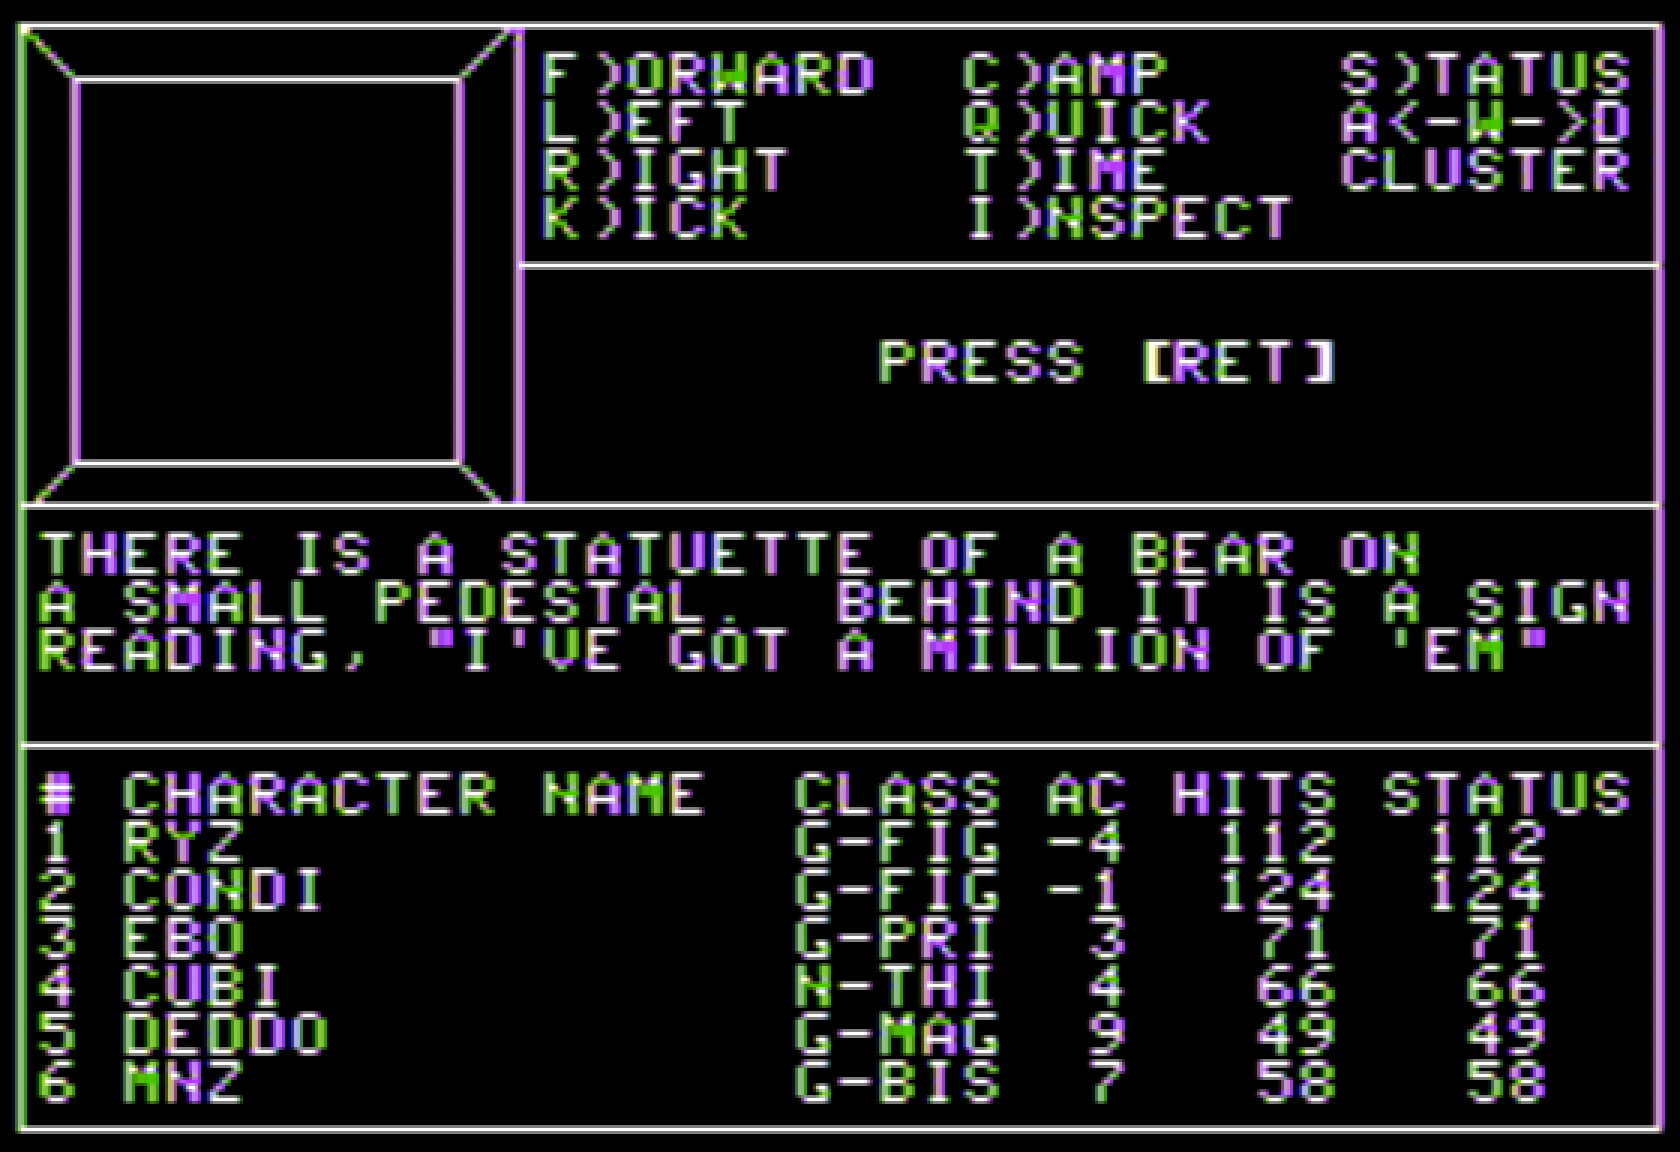 F)ORWARD C)AMP S)TATUS
L)EFT Q)UICK A<-W->D
R)IGHT T)IME CLUSTER
K)ICK I)NSPECT
PRESS [RET]
THERE IS A STATUETTE OF A BEAR ON
A SMALL PEDESTAL. BEHIND IT IS A SIGN
READING, "I'VE GOT A MILLION OF 'EM"
# CHARACTER NAME CLASS AC HITS STATUS
1 RYZ G-FIG -4 112 112
2 CONDI G-FIG -1 124 124
3 EBO G-PRI 3 71 71
4 CUBI N-THI 4 66 66
5 DEDDO G-MAG 9 49 49
6 MNZ G-BIS 7 58 58